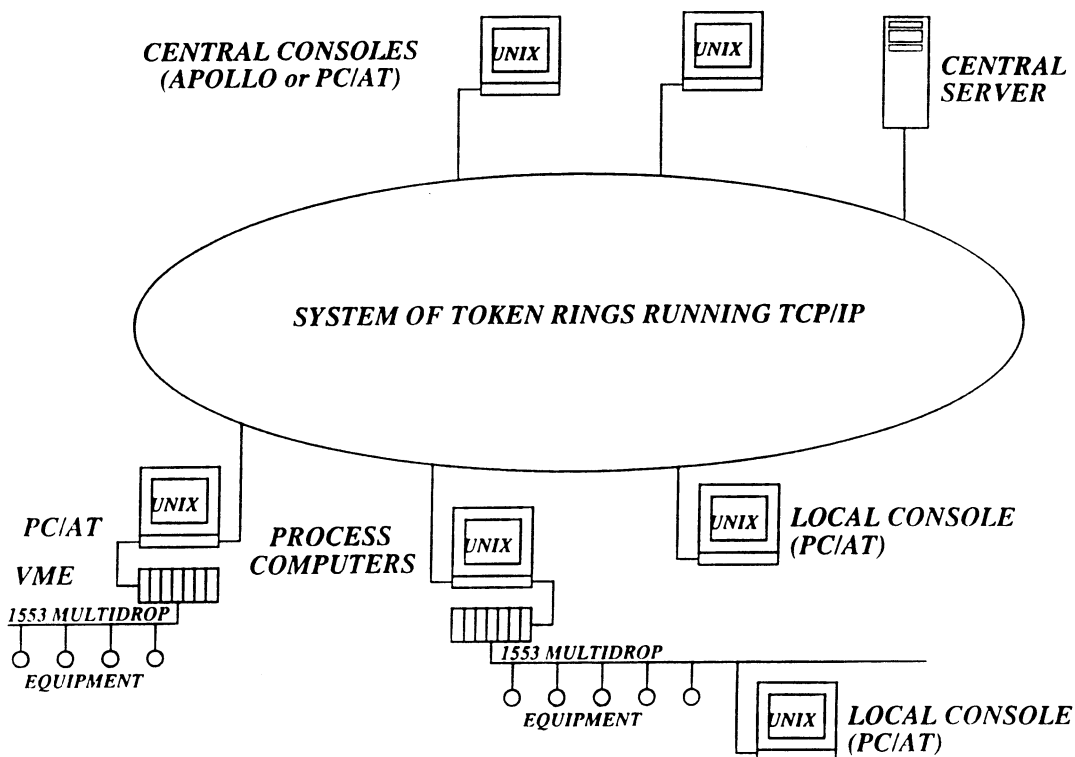 CENTRAL CONSOLES
(APOLLO or PC/AT)
UNIX
UNIX
CENTRAL
SERVER
SYSTEM OF TOKEN RINGS RUNNING TCP/IP
PC/AT
UNIX
VME
1553 MULTIDROP
EQUIPMENT
PROCESS
COMPUTERS
UNIX
1553 MULTIDROP
EQUIPMENT
UNIX
LOCAL CONSOLE
(PC/AT)
UNIX
LOCAL CONSOLE
(PC/AT)